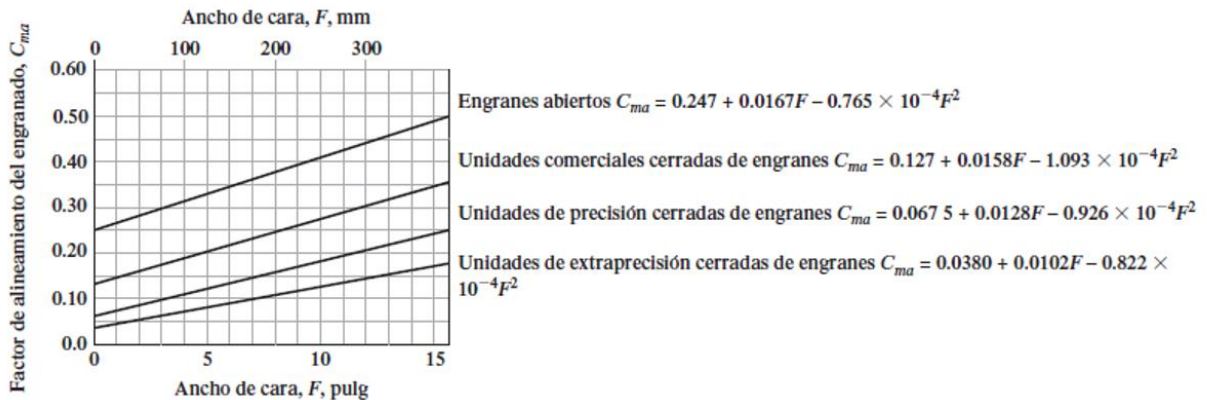 Ancho de cara, F, mm
0 100 200 300
Factor de alineamiento del engranado, Cma
0.60
0.50
0.40
0.30
0.20
0.10
0.0
0 5 10 15
Ancho de cara, F, pulg
Engranes abiertos Cma = 0.247 + 0.0167F – 0.765 × 10⁻⁴F²
Unidades comerciales cerradas de engranes Cma = 0.127 + 0.0158F – 1.093 × 10⁻⁴F²
Unidades de precisión cerradas de engranes Cma = 0.067 5 + 0.0128F – 0.926 × 10⁻⁴F²
Unidades de extraprecisión cerradas de engranes Cma = 0.0380 + 0.0102F – 0.822 ×
10⁻⁴F²